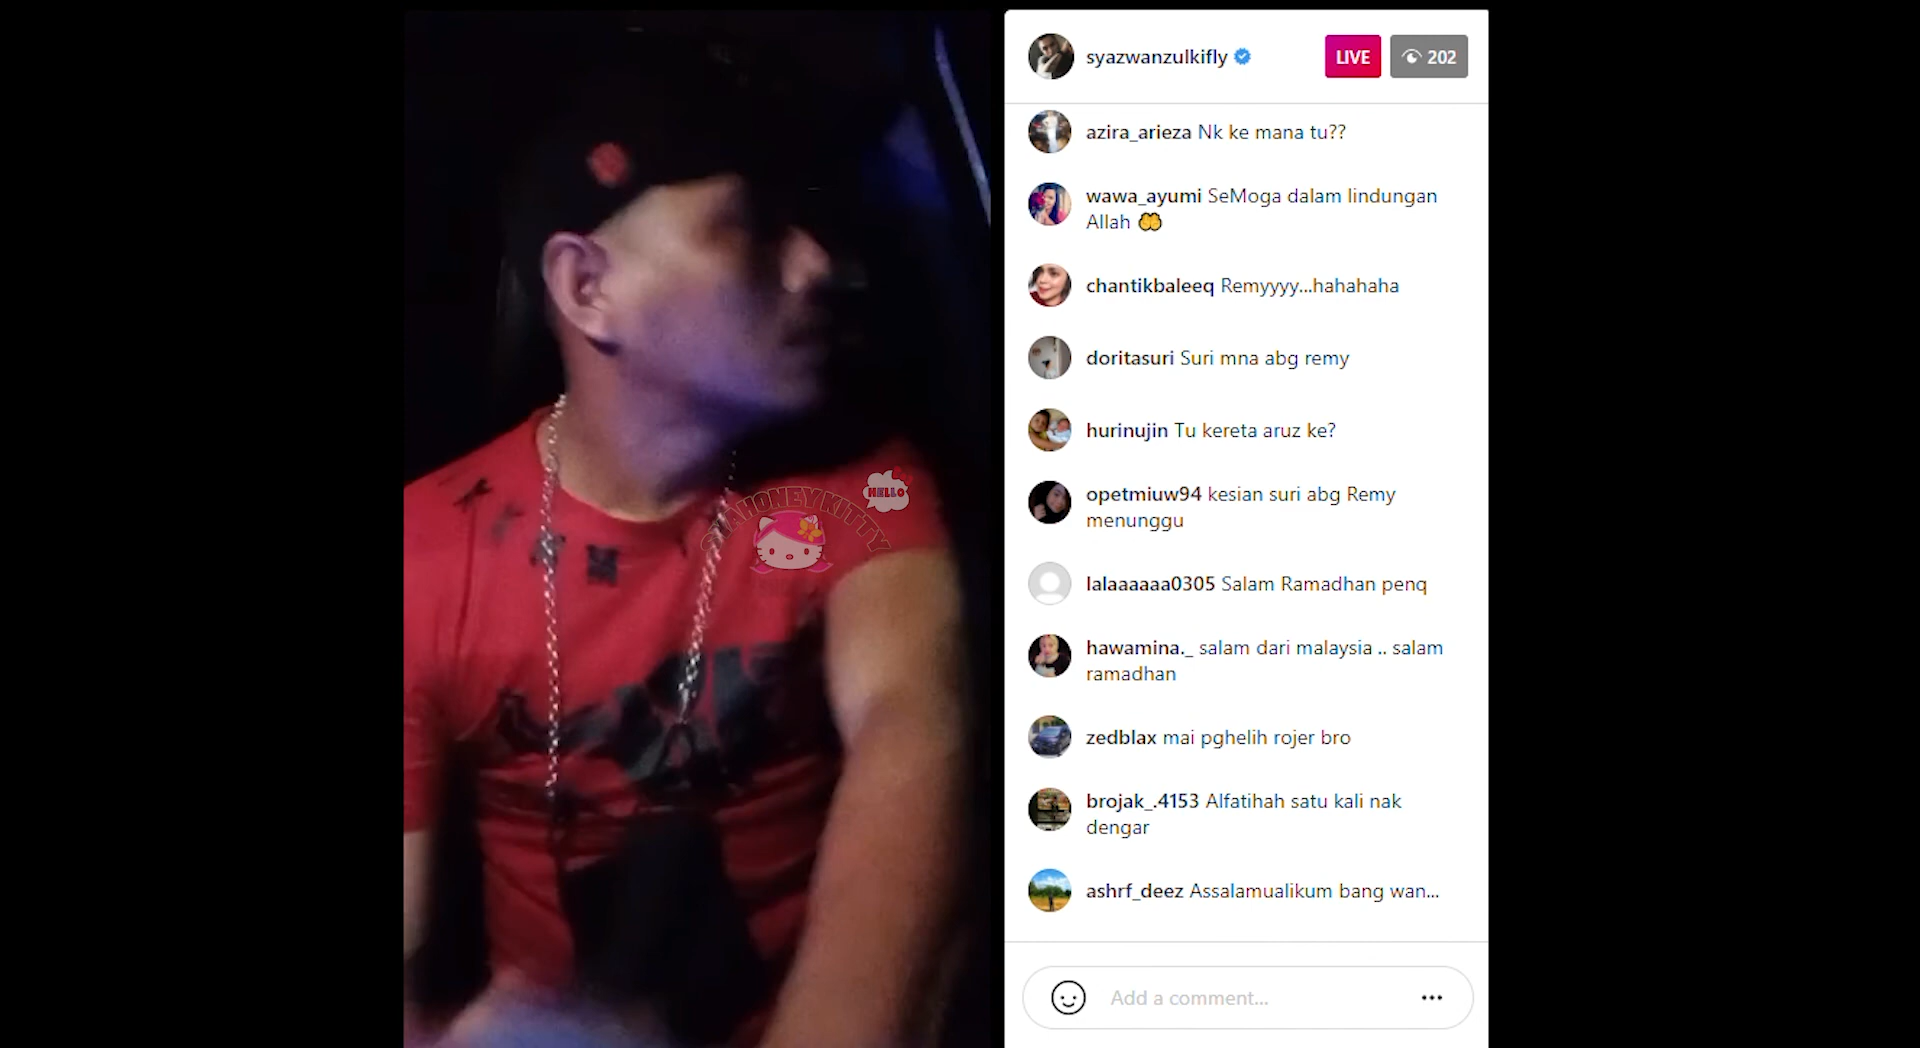 syazwanzulkifly
LIVE
202
azira_arieza Nk ke mana tu??
wawa_ayumi SeMoga dalam lindungan
Allah 🤲
chantikbaleeq Remyyyy...hahahaha
doritasuri Suri mna abg remy
hurinujin Tu kereta aruz ke?
opetmiuw94 kesian suri abg Remy
menunggu
lalaaaaaa0305 Salam Ramadhan penq
hawamina._ salam dari malaysia .. salam
ramadhan
zedblax mai pghelih rojer bro
brojak_.4153 Alfatihah satu kali nak
dengar
ashrf_deez Assalamualikum bang wan...
Add a comment...
HELLO